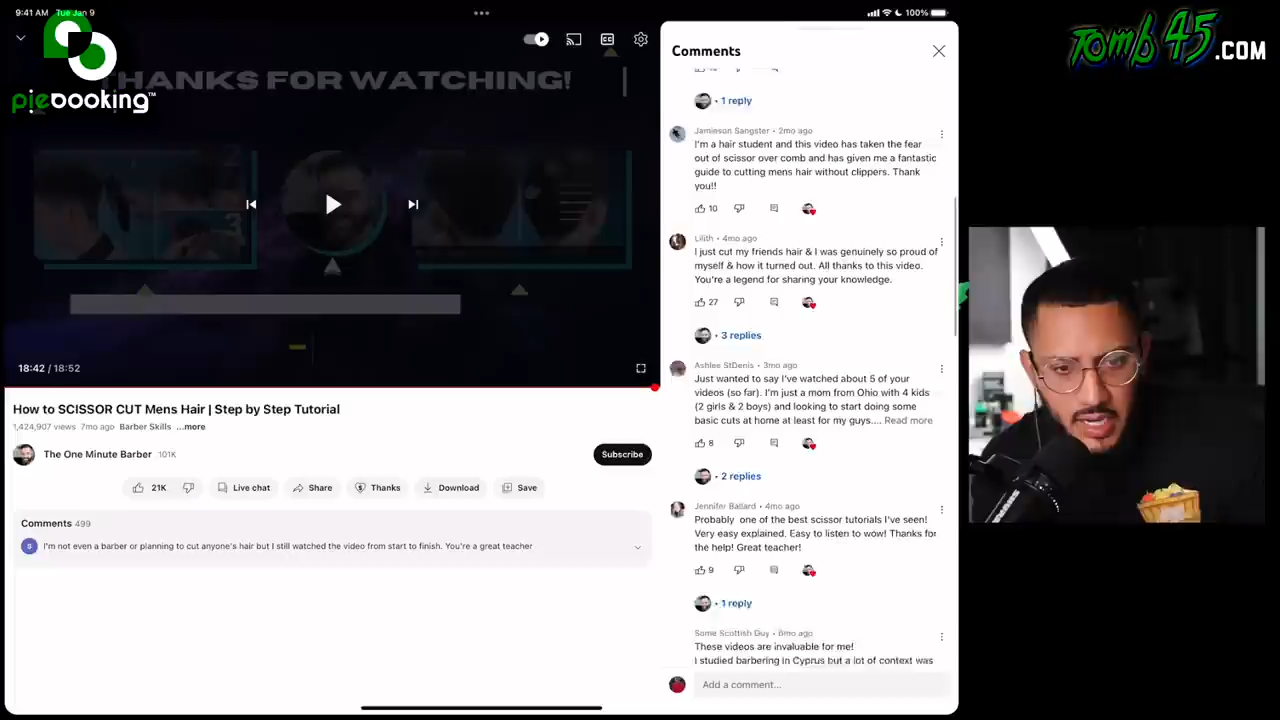 9:41 AM Tue Jan 9
100%
piebooking™
THANKS FOR WATCHING!
Tomb 45.COM
18:42 / 18:52
How to SCISSOR CUT Mens Hair | Step by Step Tutorial
1,424,907 views 7mo ago Barber Skills ...more
The One Minute Barber 101K
Subscribe
21K
Live chat
Share
Thanks
Download
Save
Comments 499
S
I'm not even a barber or planning to cut anyone's hair but I still watched the video from start to finish. You're a great teacher
Comments
• 1 reply
Jamieson Sangster • 2mo ago
I'm a hair student and this video has taken the fear
out of scissor over comb and has given me a fantastic
guide to cutting mens hair without clippers. Thank
you!!
10
Lilith • 4mo ago
I just cut my friends hair & I was genuinely so proud of
myself & how it turned out. All thanks to this video.
You're a legend for sharing your knowledge.
27
• 3 replies
Ashlee StDenis • 3mo ago
Just wanted to say I've watched about 5 of your
videos (so far). I'm just a mom from Ohio with 4 kids
(2 girls & 2 boys) and looking to start doing some
basic cuts at home at least for my guys.... Read more
8
• 2 replies
Jennifer Ballard • 4mo ago
Probably one of the best scissor tutorials I've seen!
Very easy explained. Easy to listen to wow! Thanks for
the help! Great teacher!
9
• 1 reply
Some Scottish Guy • 6mo ago
These videos are invaluable for me!
I studied barbering in Cyprus but a lot of context was
Add a comment...